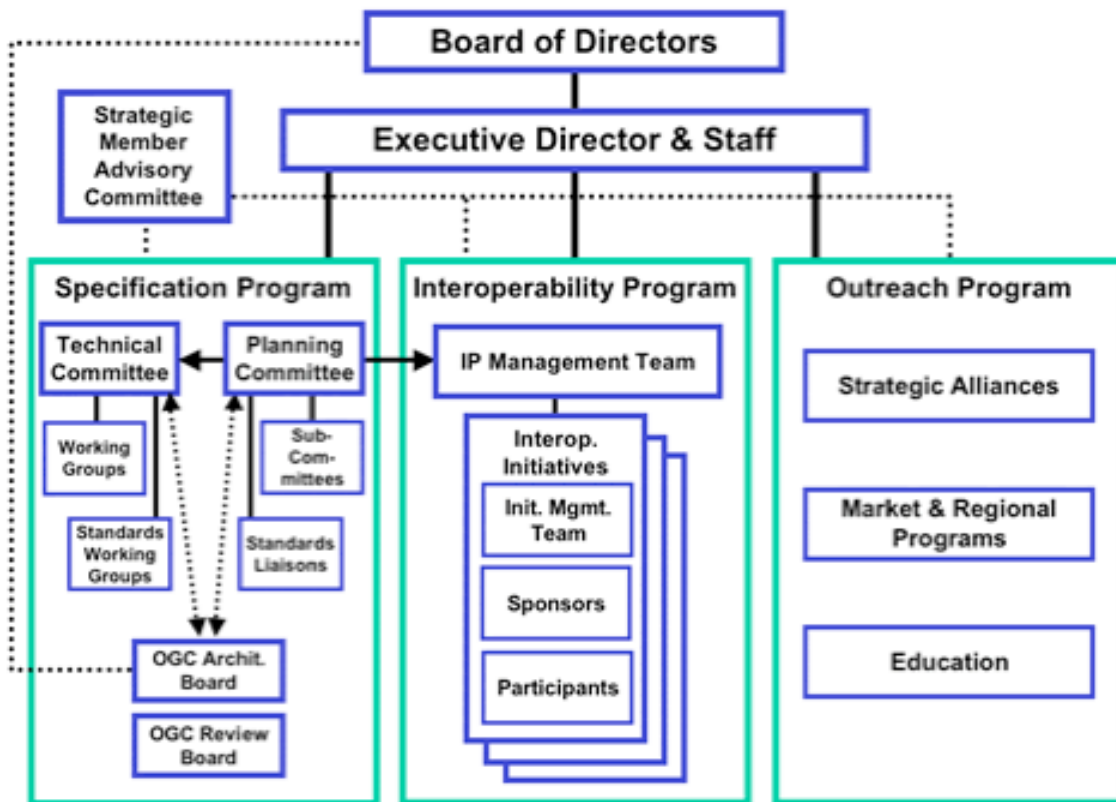 Board of Directors
Strategic
Member
Advisory
Committee
Executive Director & Staff
Specification Program
Technical
Committee
Planning
Committee
Working
Groups
Sub-
Com-
mittees
Standards
Working
Groups
Standards
Liaisons
OGC Archit.
Board
OGC Review
Board
Interoperability Program
IP Management Team
Interop.
Initiatives
Init. Mgmt.
Team
Sponsors
Participants
Outreach Program
Strategic Alliances
Market & Regional
Programs
Education